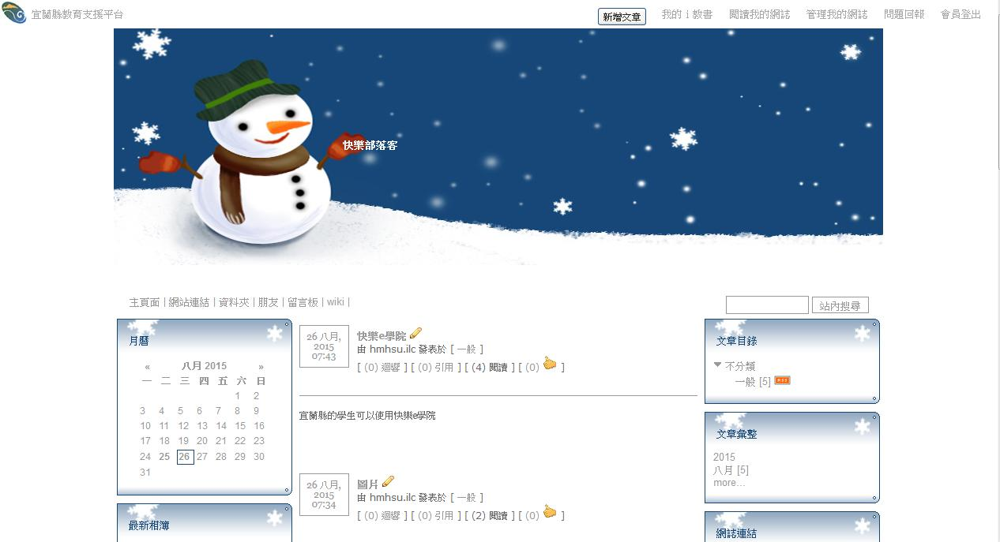 宜蘭縣教育支援平台
新增文章 我的ｉ教書 閱讀我的網誌 管理我的網誌 問題回報 會員登出
快樂部落客
主頁面 | 網站連結 | 資料夾 | 朋友 | 留言板 | wiki |
站內搜尋
月曆
« 八月 2015 »
一 二 三 四 五 六 日
1 2
3 4 5 6 7 8 9
10 11 12 13 14 15 16
17 18 19 20 21 22 23
24 25 26 27 28 29 30
31
最新相簿
26 八月,
2015
07:43
快樂e學院
由 hmhsu.ilc 發表於 [ 一般 ]
[ (0) 迴響 ] [ (0) 引用 ] [ (4) 閱讀 ] [ (0) ]
宜蘭縣的學生可以使用快樂e學院
26 八月,
2015
07:34
圖片
由 hmhsu.ilc 發表於 [ 一般 ]
[ (0) 迴響 ] [ (0) 引用 ] [ (2) 閱讀 ] [ (0) ]
文章目錄
不分類
一般 [5] RSS
文章彙整
2015
八月 [5]
more...
網誌連結